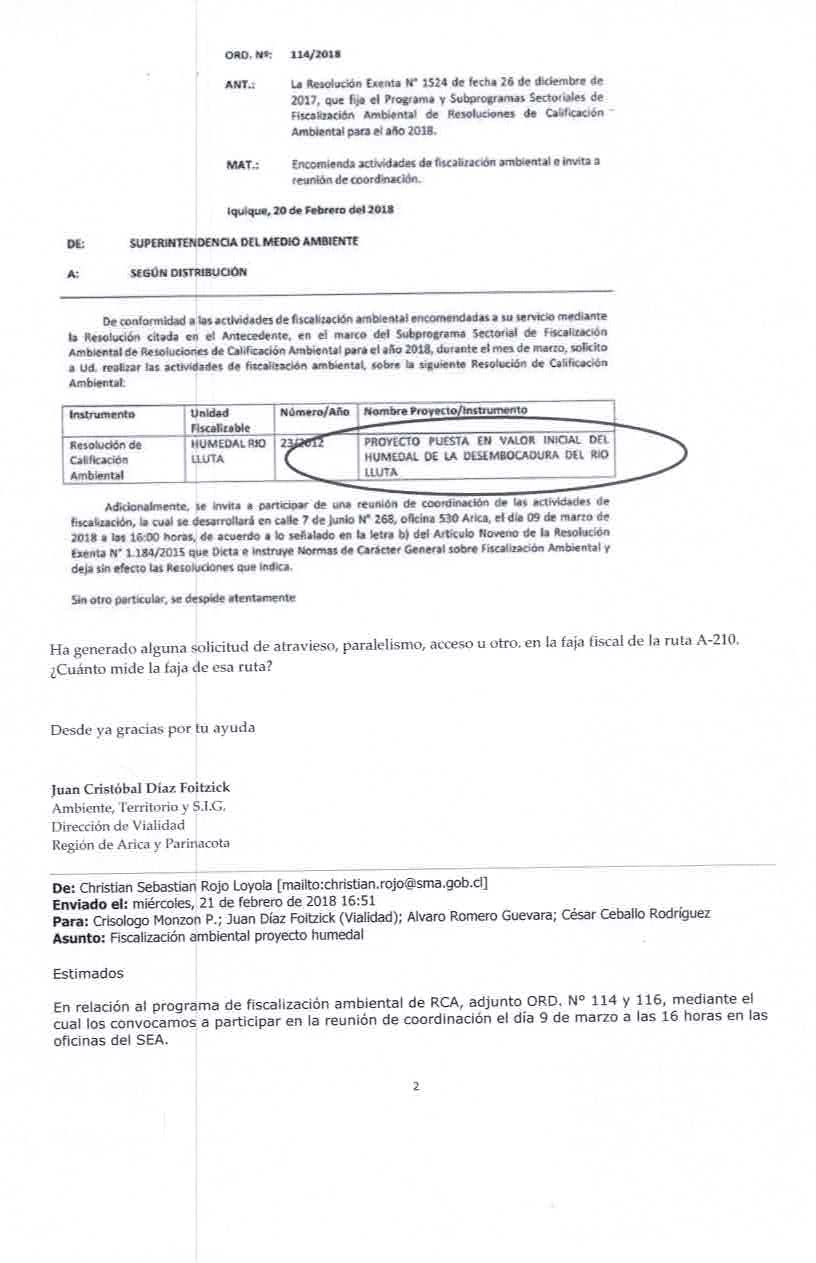 ORD. Nº: 114/2018
ANT.: La Resolución Exenta N° 1524 de fecha 26 de diciembre de
2017, que fija el Programa y Subprogramas Sectoriales de
Fiscalización Ambiental de Resoluciones de Calificación
Ambiental para el año 2018.
MAT.: Encomienda actividades de fiscalización ambiental e invita a
reunión de coordinación.
Iquique, 20 de Febrero del 2018
DE: SUPERINTENDENCIA DEL MEDIO AMBIENTE
A: SEGÚN DISTRIBUCIÓN
De conformidad a las actividades de fiscalización ambiental encomendadas a su servicio mediante
la Resolución citada en el Antecedente, en el marco del Subprograma Sectorial de Fiscalización
Ambiental de Resoluciones de Calificación Ambiental para el año 2018, durante el mes de marzo, solicito
a Ud. realizar las actividades de fiscalización ambiental, sobre la siguiente Resolución de Calificación
Ambiental:
Instrumento Unidad Fiscalizable Número/Año Nombre Proyecto/Instrumento
Resolución de HUMEDAL RIO 23/2012 PROYECTO PUESTA EN VALOR INICIAL DEL
Calificación LLUTA HUMEDAL DE LA DESEMBOCADURA DEL RIO
Ambiental LLUTA
Adicionalmente, se invita a participar de una reunión de coordinación de las actividades de
fiscalización, la cual se desarrollará en calle 7 de Junio N° 268, oficina 530 Arica, el día 09 de marzo de
2018 a las 16:00 horas, de acuerdo a lo señalado en la letra b) del Artículo Noveno de la Resolución
Exenta N° 1.184/2015 que Dicta e Instruye Normas de Carácter General sobre Fiscalización Ambiental y
deja sin efecto las Resoluciones que indica.
Sin otro particular, se despide atentamente
Ha generado alguna solicitud de atravieso, paralelismo, acceso u otro. en la faja fiscal de la ruta A-210.
¿Cuánto mide la faja de esa ruta?
Desde ya gracias por tu ayuda
Juan Cristóbal Díaz Foitzick
Ambiente, Territorio y S.I.G.
Dirección de Vialidad
Región de Arica y Parinacota
De: Christian Sebastian Rojo Loyola [mailto:christian.rojo@sma.gob.cl]
Enviado el: miércoles, 21 de febrero de 2018 16:51
Para: Crisologo Monzon P.; Juan Díaz Foitzick (Vialidad); Alvaro Romero Guevara; César Ceballo Rodríguez
Asunto: Fiscalización ambiental proyecto humedal
Estimados
En relación al programa de fiscalización ambiental de RCA, adjunto ORD. Nº 114 y 116, mediante el
cual los convocamos a participar en la reunión de coordinación el día 9 de marzo a las 16 horas en las
oficinas del SEA.
2